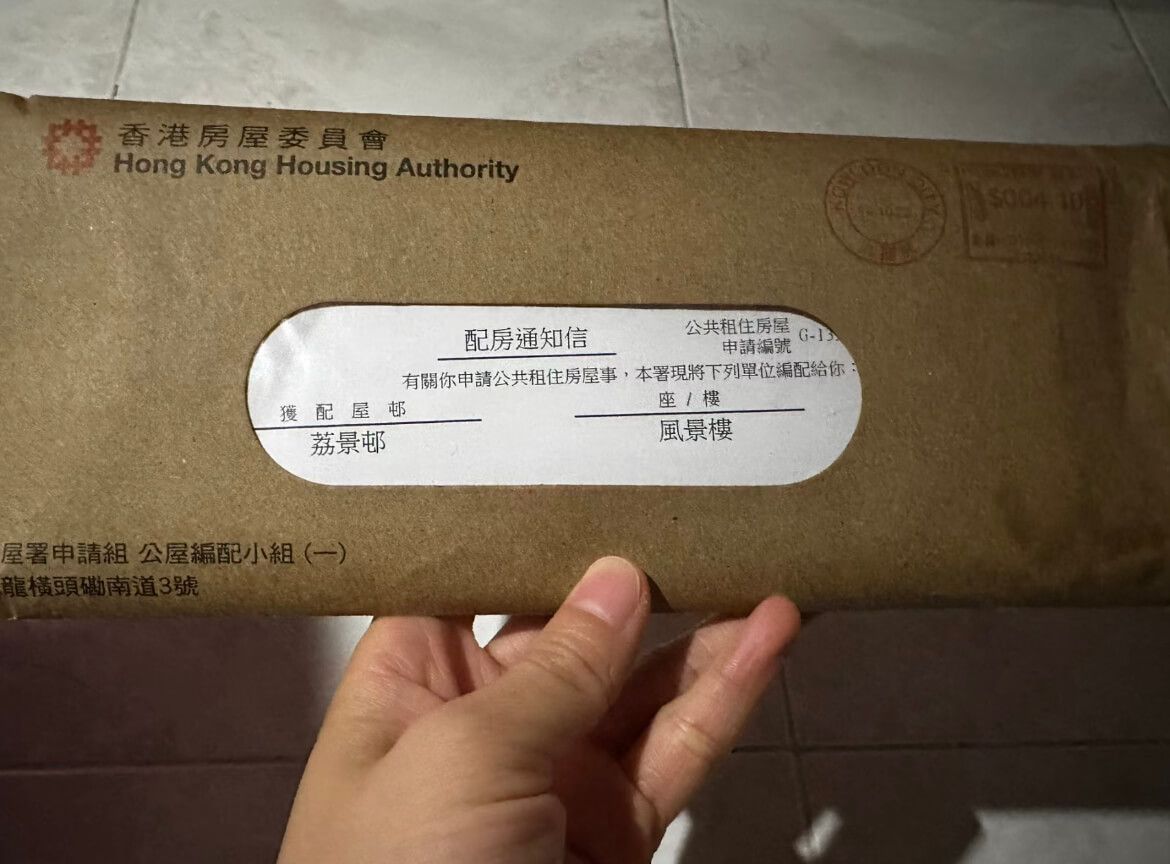 香港房屋委員會
Hong Kong Housing Authority
$004.10
配房通知信
公共租住房屋
申請編號 G-13
有關你申請公共租住房屋事，本署現將下列單位編配給你：
獲配屋邨
座 / 樓
荔景邨
風景樓
屋署申請組 公屋編配小組 (一)
龍橫頭磡南道3號